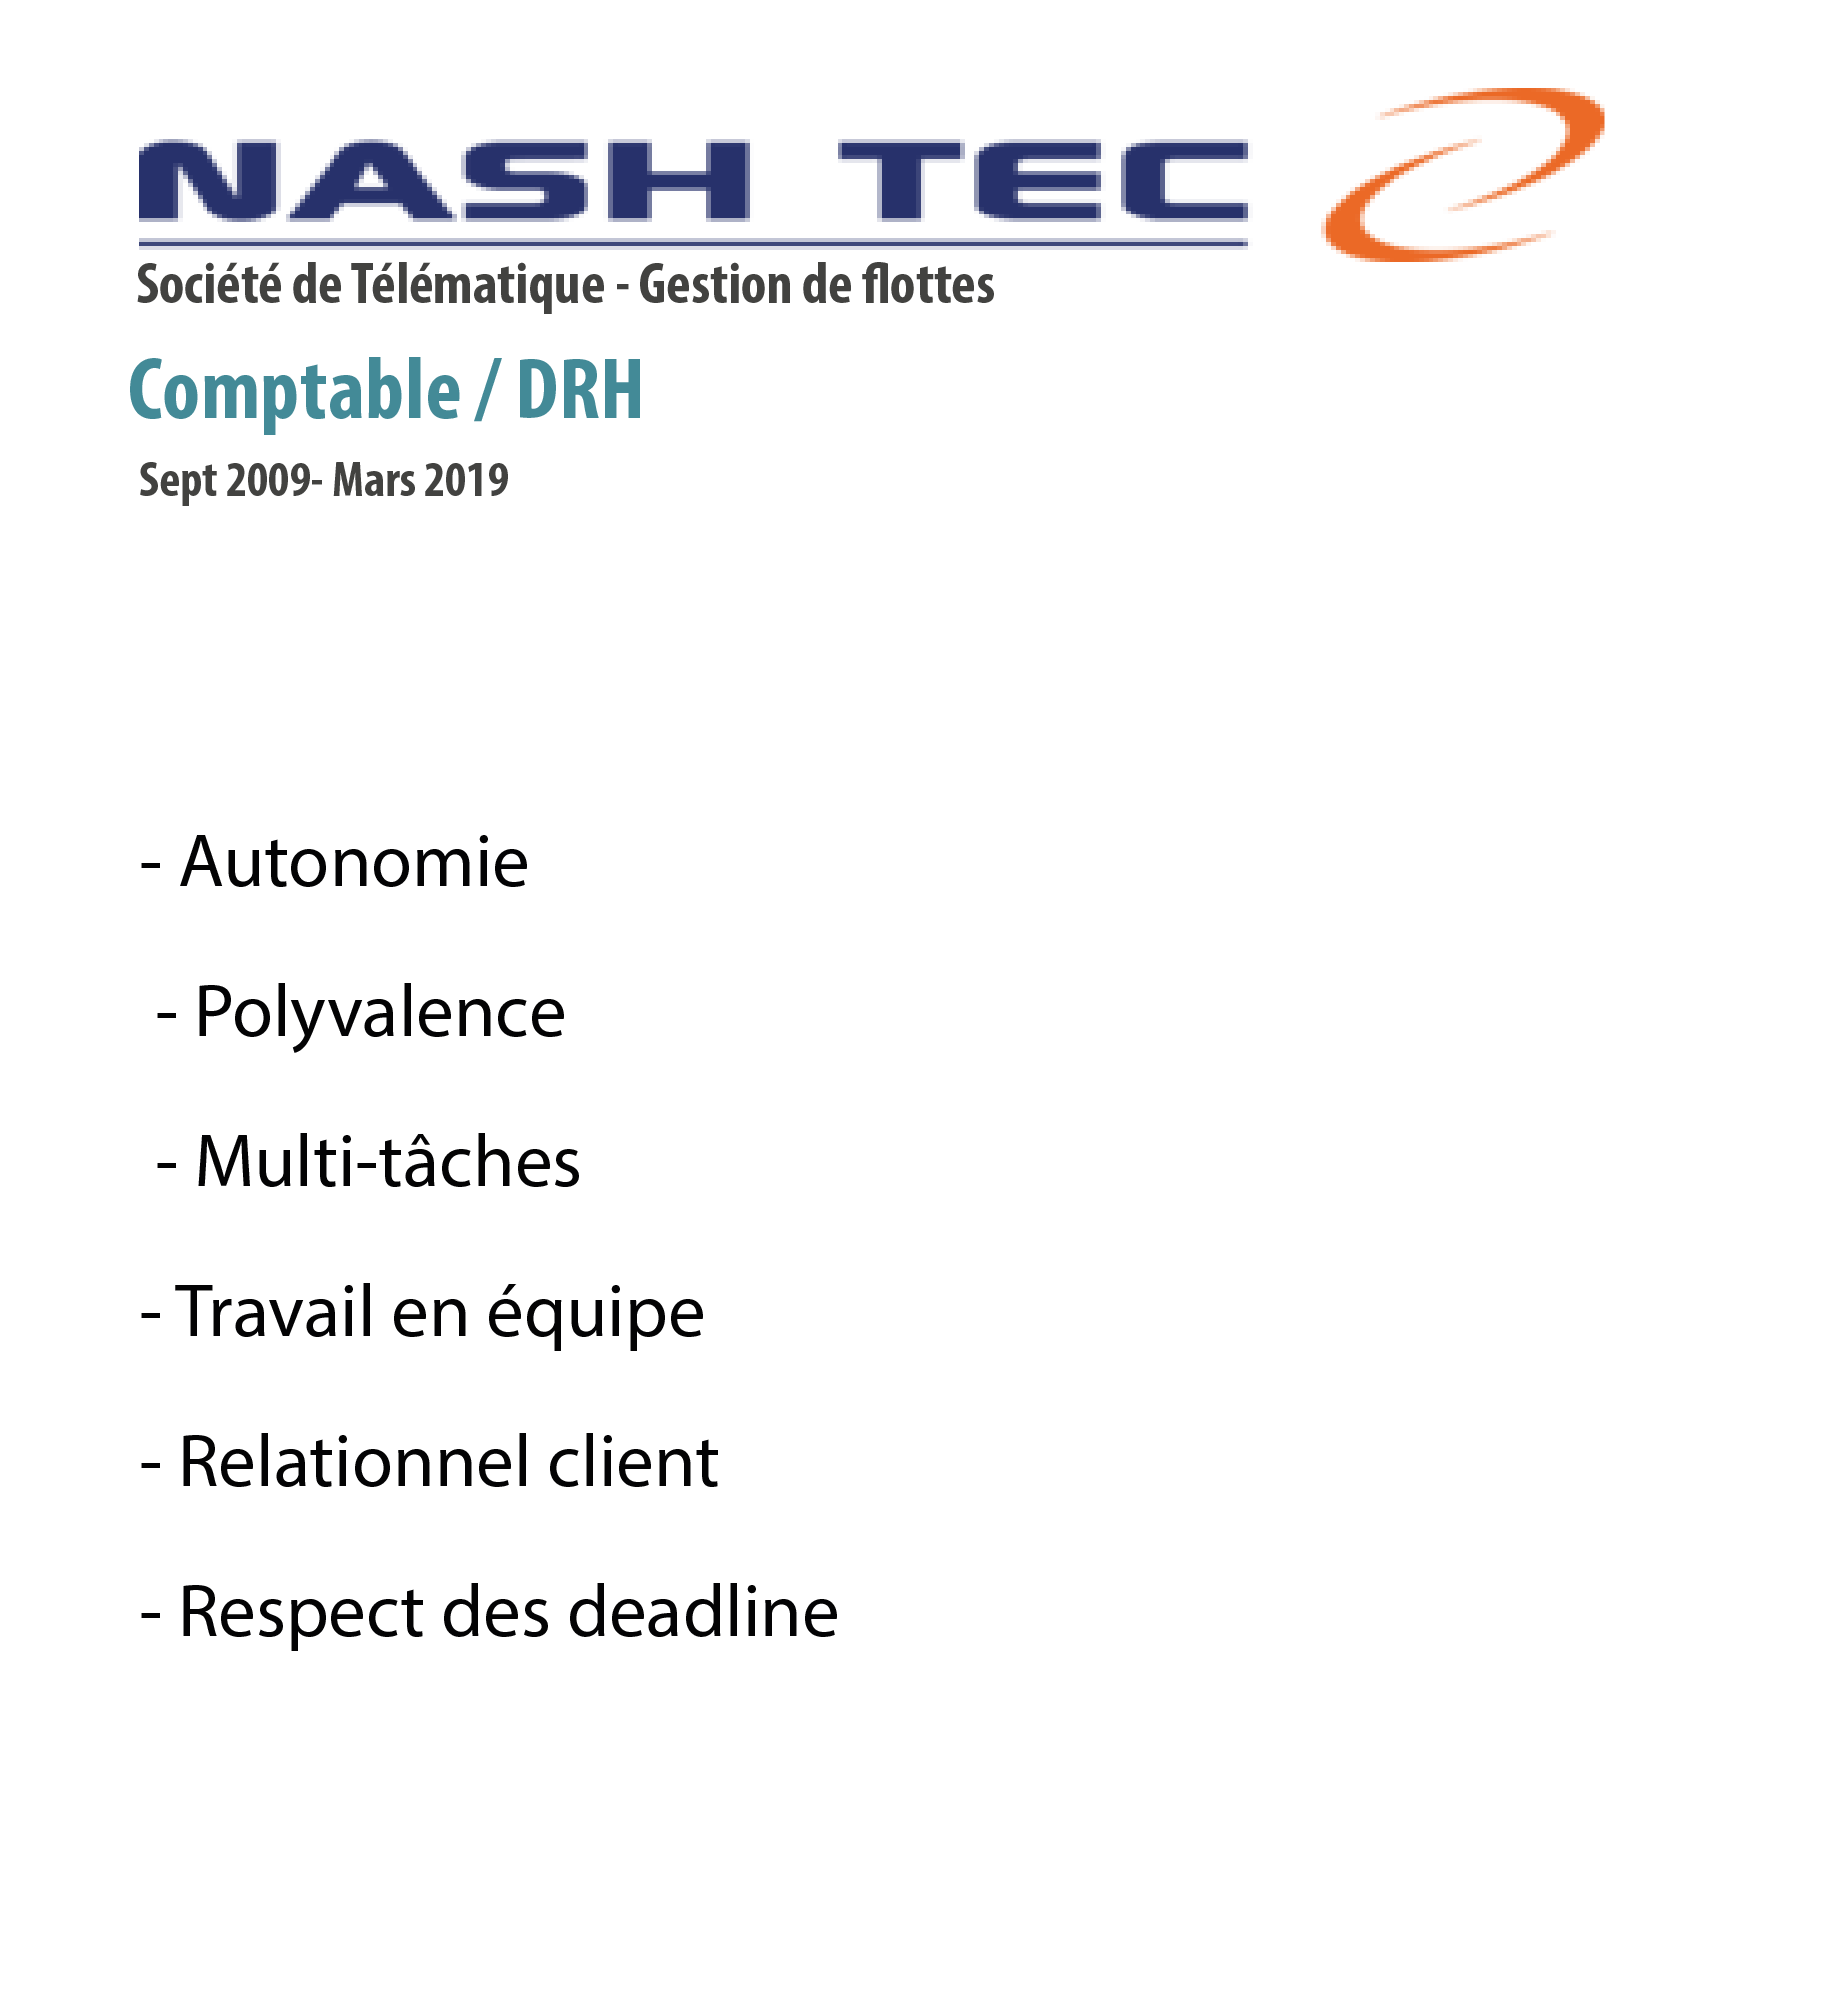 NASH TEC
Société de Télématique - Gestion de flottes
Comptable / DRH
Sept 2009- Mars 2019
- Autonomie
- Polyvalence
- Multi-tâches
- Travail en équipe
- Relationnel client
- Respect des deadline